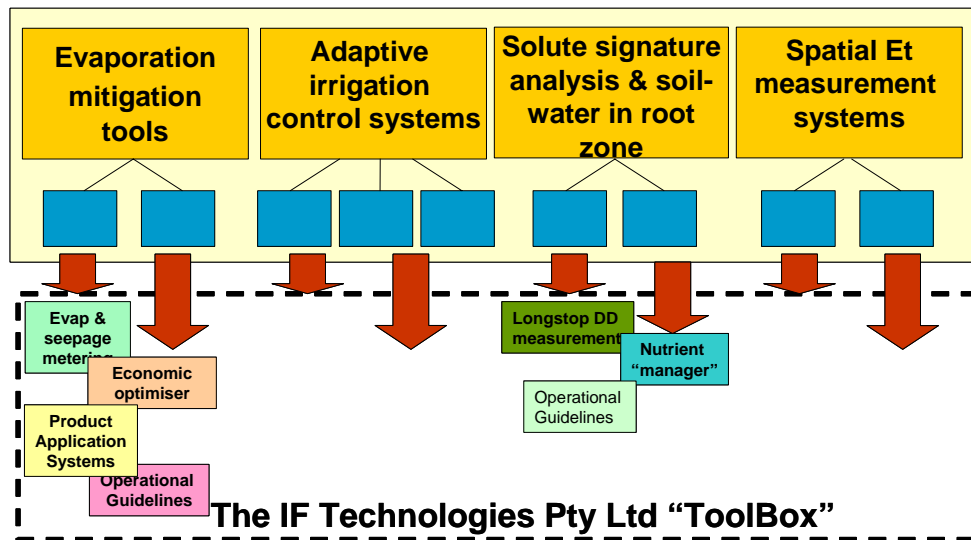 Evaporation
mitigation
tools
Adaptive
irrigation
control systems
Solute signature
analysis & soil-
water in root
zone
Spatial Et
measurement
systems
Evap &
seepage
metering
Economic
optimiser
Product
Application
Systems
Operational
Guidelines
Longstop DD
measurement
Nutrient
“manager”
Operational
Guidelines
The IF Technologies Pty Ltd “ToolBox”